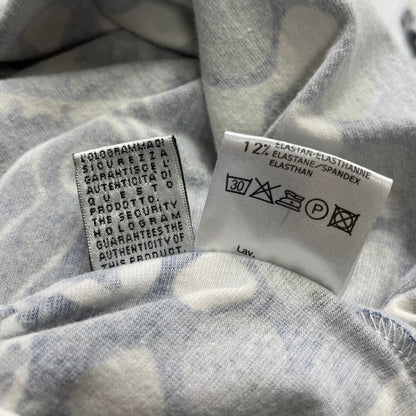 L'OLOGRAMMA DI
SICUREZZA
GARANTISCE L'
AUTENTICITÀ DI
QUESTO
PRODOTTO.
THE SECURITY
HOLOGRAM
GUARANTEES THE
AUTHENTICITY OF
THIS PRODUCT
12% ELASTAN-ELASTHANNE
ELASTANE/SPANDEX
ELASTHAN
30 P
Lav.